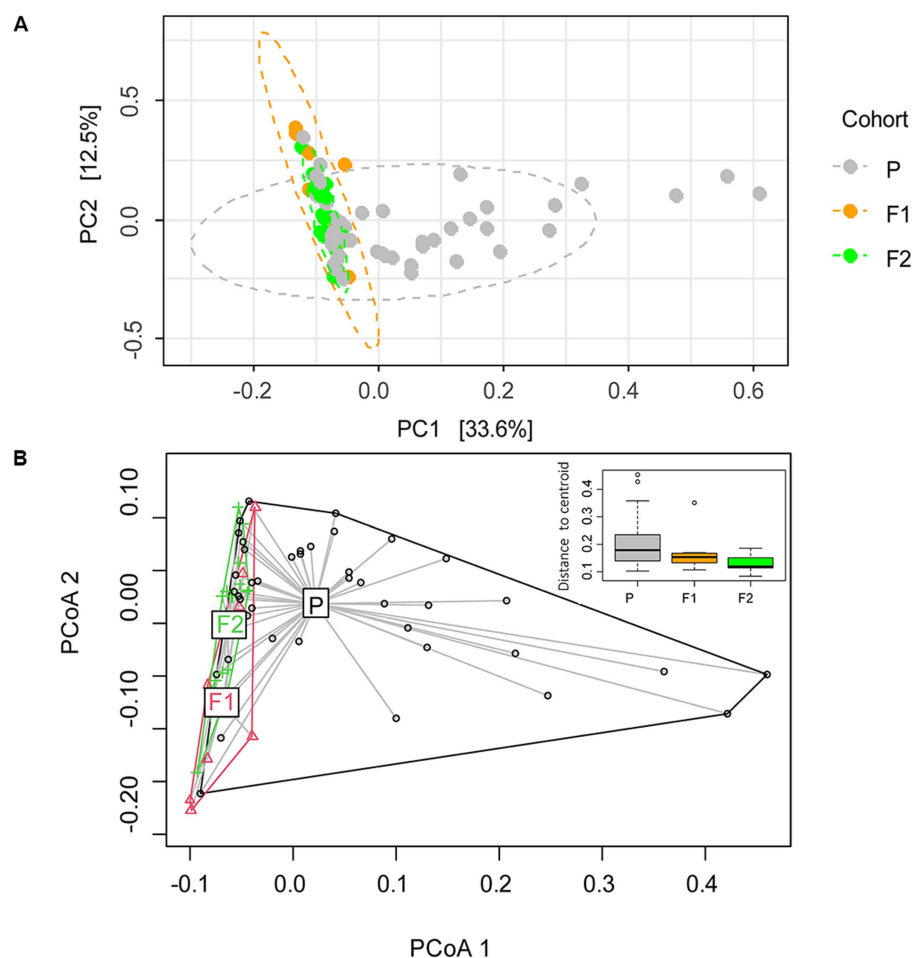 A
PC2 [12.5%]
0.5
0.0
-0.5
-0.2
0.0
0.2
0.4
0.6
PC1 [33.6%]
Cohort
P
F1
F2
B
PCoA 2
0.10
0.00
-0.10
-0.20
P
F2
F1
Distance to centroid
0.4
0.3
0.2
0.1
P
F1
F2
-0.1
0.0
0.1
0.2
0.3
0.4
PCoA 1